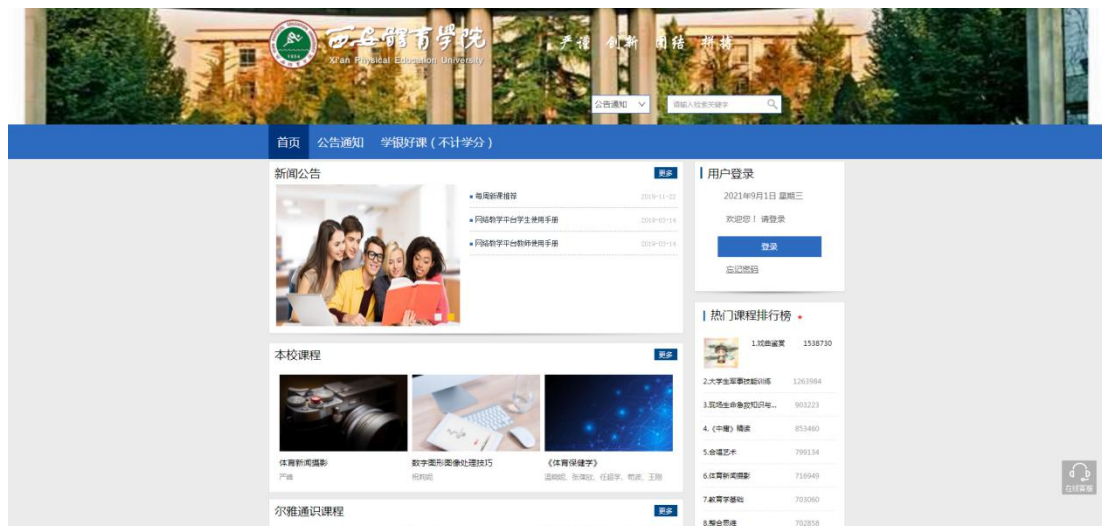 西安體育學院
Xi'an Physical Education University
严谨 创新 团结 拼搏
公告通知
请输入检索关键字
首页 公告通知 学银好课（不计学分）
新闻公告 更多
每周新课推荐 2019-11-22
网络教学平台学生使用手册 2019-03-14
网络教学平台教师使用手册 2019-03-14
用户登录
2021年9月1日 星期三
欢迎您！ 请登录
登录
忘记密码
热门课程排行榜
1.戏曲鉴赏 1538730
2.大学生军事技能训练 1263984
3.现场生命急救知识与... 903223
4.《中庸》精读 853460
5.合唱艺术 799134
6.体育新闻摄影 716949
7.教育学基础 703060
8.整合思维 702858
本校课程 更多
体育新闻摄影
严峰
数字图形图像处理技巧
《体育保健学》
尔雅通识课程 更多
在线客服